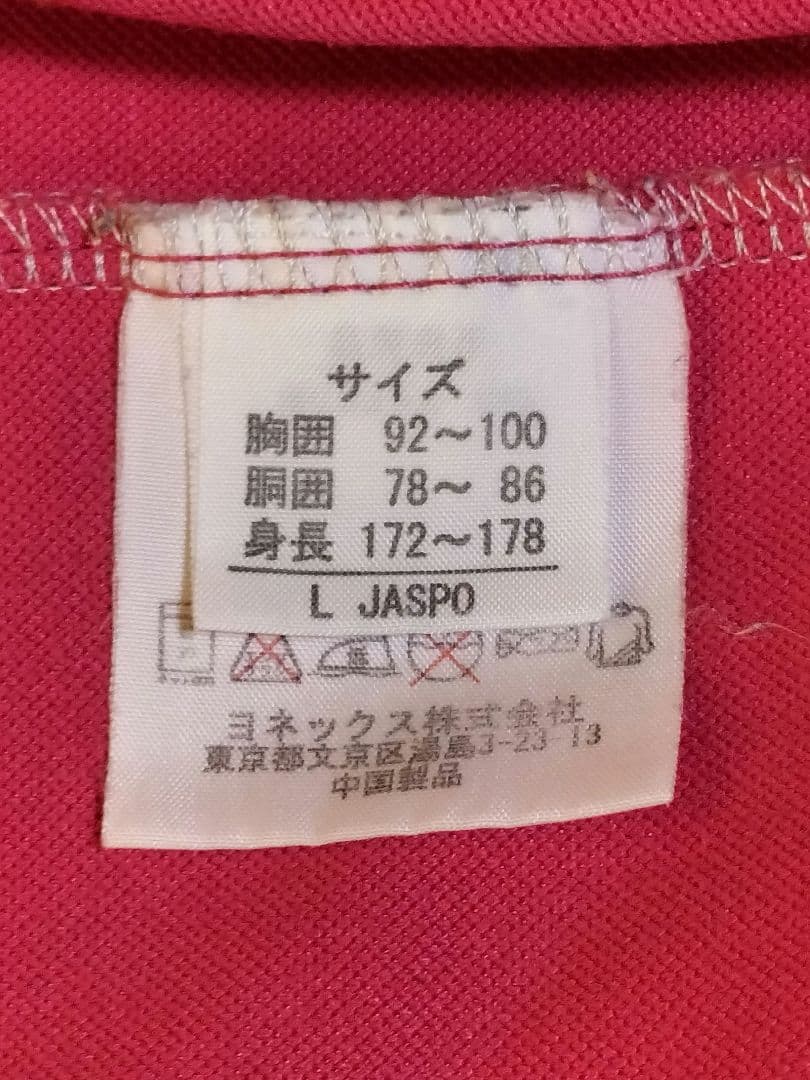 サイズ
胸囲 92～100
胴囲 78～ 86
身長 172～178
L JASPO
ヨネックス株式会社
東京都文京区湯島3-23-13
中国製品